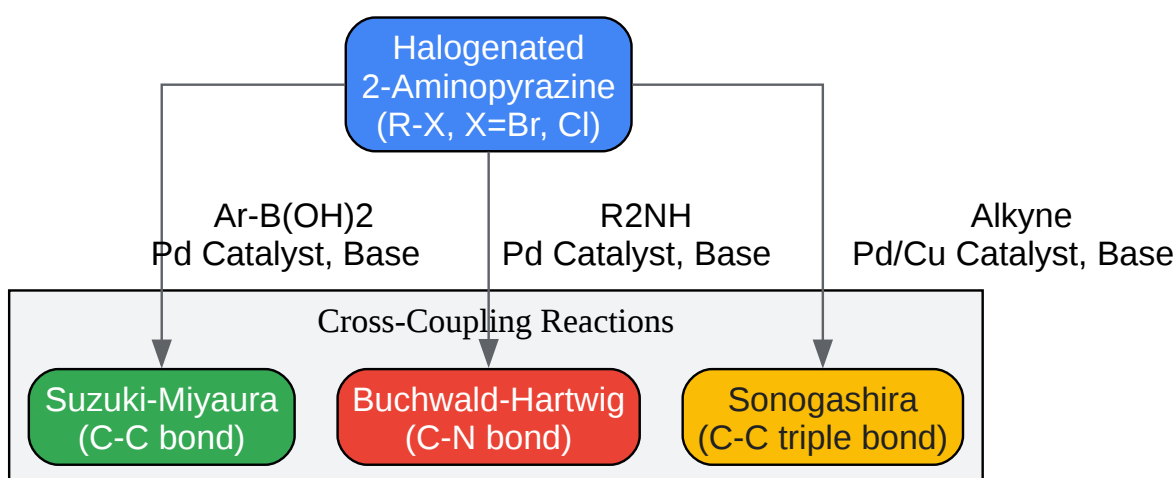 Halogenated
2-Aminopyrazine
(R-X, X=Br, Cl)
Ar-B(OH)2
Pd Catalyst, Base
R2NH
Pd Catalyst, Base
Alkyne
Pd/Cu Catalyst, Base
Cross-Coupling Reactions
Suzuki-Miyaura
(C-C bond)
Buchwald-Hartwig
(C-N bond)
Sonogashira
(C-C triple bond)